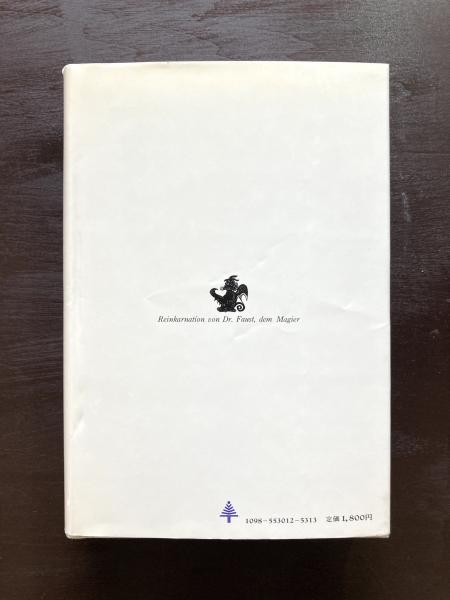 Reinkarnation von Dr. Faust, dem Magier
1098-553012-5313 定価 1,800円